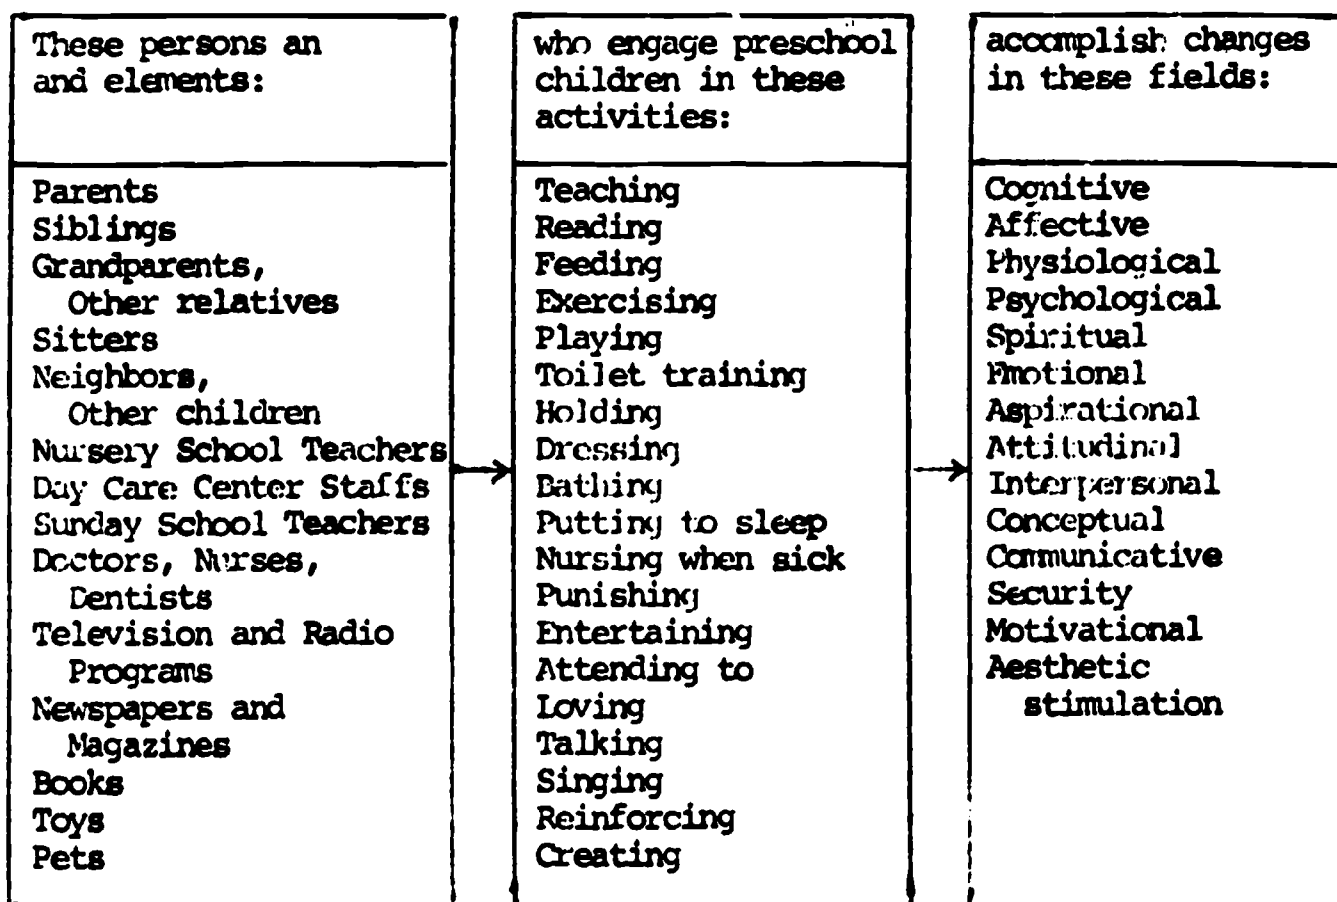 These persons an
and elements:
Parents
Siblings
Grandparents,
Other relatives
Sitters
Neighbors,
Other children
Nursery School Teachers
Day Care Center Staffs
Sunday School Teachers
Doctors, Nurses,
Dentists
Television and Radio
Programs
Newspapers and
Magazines
Books
Toys
Pets
who engage preschool
children in these
activities:
Teaching
Reading
Feeding
Exercising
Playing
Toilet training
Holding
Dressing
Bathing
Putting to sleep
Nursing when sick
Punishing
Entertaining
Attending to
Loving
Talking
Singing
Reinforcing
Creating
accomplish changes
in these fields:
Cognitive
Affective
Physiological
Psychological
Spiritual
Emotional
Aspirational
Attitudinal
Interpersonal
Conceptual
Communicative
Security
Motivational
Aesthetic
stimulation